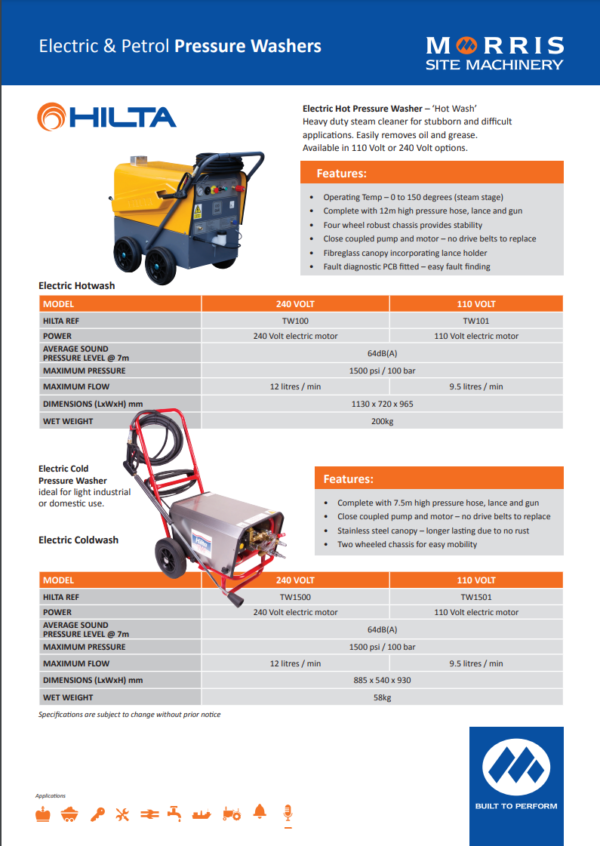 Electric & Petrol Pressure Washers
MORRIS
SITE MACHINERY
HILTA
Electric Hot Pressure Washer – ‘Hot Wash’
Heavy duty steam cleaner for stubborn and difficult
applications. Easily removes oil and grease.
Available in 110 Volt or 240 Volt options.
Features:
• Operating Temp – 0 to 150 degrees (steam stage)
• Complete with 12m high pressure hose, lance and gun
• Four wheel robust chassis provides stability
• Close coupled pump and motor – no drive belts to replace
• Fibreglass canopy incorporating lance holder
• Fault diagnostic PCB fitted – easy fault finding
Electric Hotwash
MODEL 240 VOLT 110 VOLT
HILTA REF TW100 TW101
POWER 240 Volt electric motor 110 Volt electric motor
AVERAGE SOUND
PRESSURE LEVEL @ 7m 64dB(A)
MAXIMUM PRESSURE 1500 psi / 100 bar
MAXIMUM FLOW 12 litres / min 9.5 litres / min
DIMENSIONS (LxWxH) mm 1130 x 720 x 965
WET WEIGHT 200kg
Electric Cold
Pressure Washer
ideal for light industrial
or domestic use.
Features:
• Complete with 7.5m high pressure hose, lance and gun
• Close coupled pump and motor – no drive belts to replace
• Stainless steel canopy – longer lasting due to no rust
• Two wheeled chassis for easy mobility
Electric Coldwash
MODEL 240 VOLT 110 VOLT
HILTA REF TW1500 TW1501
POWER 240 Volt electric motor 110 Volt electric motor
AVERAGE SOUND
PRESSURE LEVEL @ 7m 64dB(A)
MAXIMUM PRESSURE 1500 psi / 100 bar
MAXIMUM FLOW 12 litres / min 9.5 litres / min
DIMENSIONS (LxWxH) mm 885 x 540 x 930
WET WEIGHT 58kg
Specifications are subject to change without prior notice
Applications
BUILT TO PERFORM